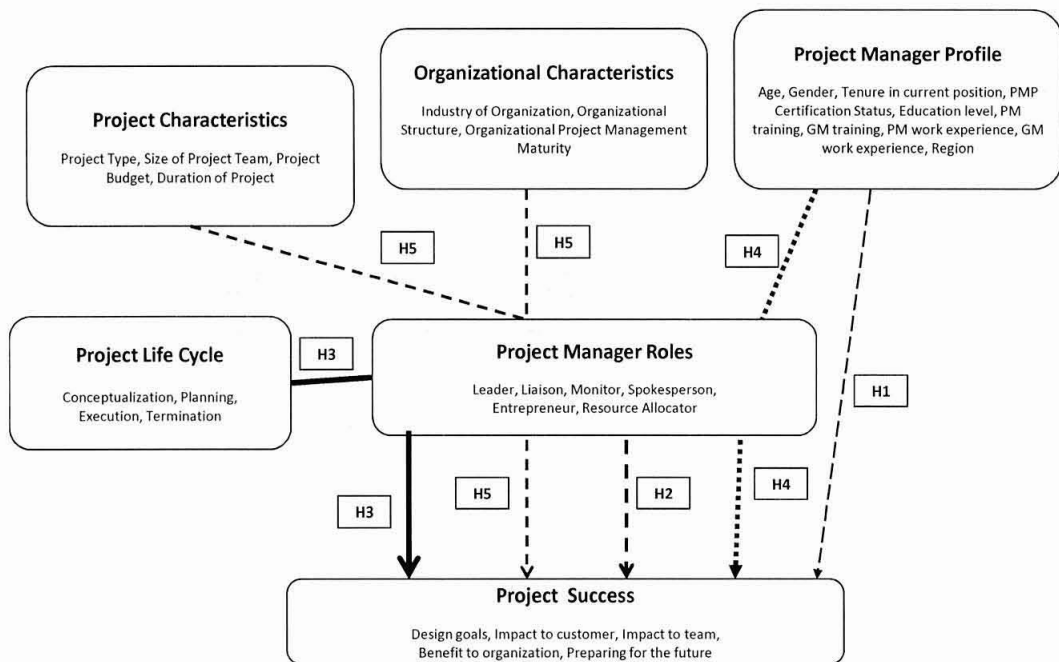 Project Characteristics
Project Type, Size of Project Team, Project
Budget, Duration of Project
Organizational Characteristics
Industry of Organization, Organizational
Structure, Organizational Project Management
Maturity
Project Manager Profile
Age, Gender, Tenure in current position, PMP
Certification Status, Education level, PM
training, GM training, PM work experience, GM
work experience, Region
H5
H5
H4
Project Life Cycle
Conceptualization, Planning,
Execution, Termination
H3
Project Manager Roles
Leader, Liaison, Monitor, Spokesperson,
Entrepreneur, Resource Allocator
H1
H3
H5
H2
H4
Project Success
Design goals, Impact to customer, Impact to team,
Benefit to organization, Preparing for the future